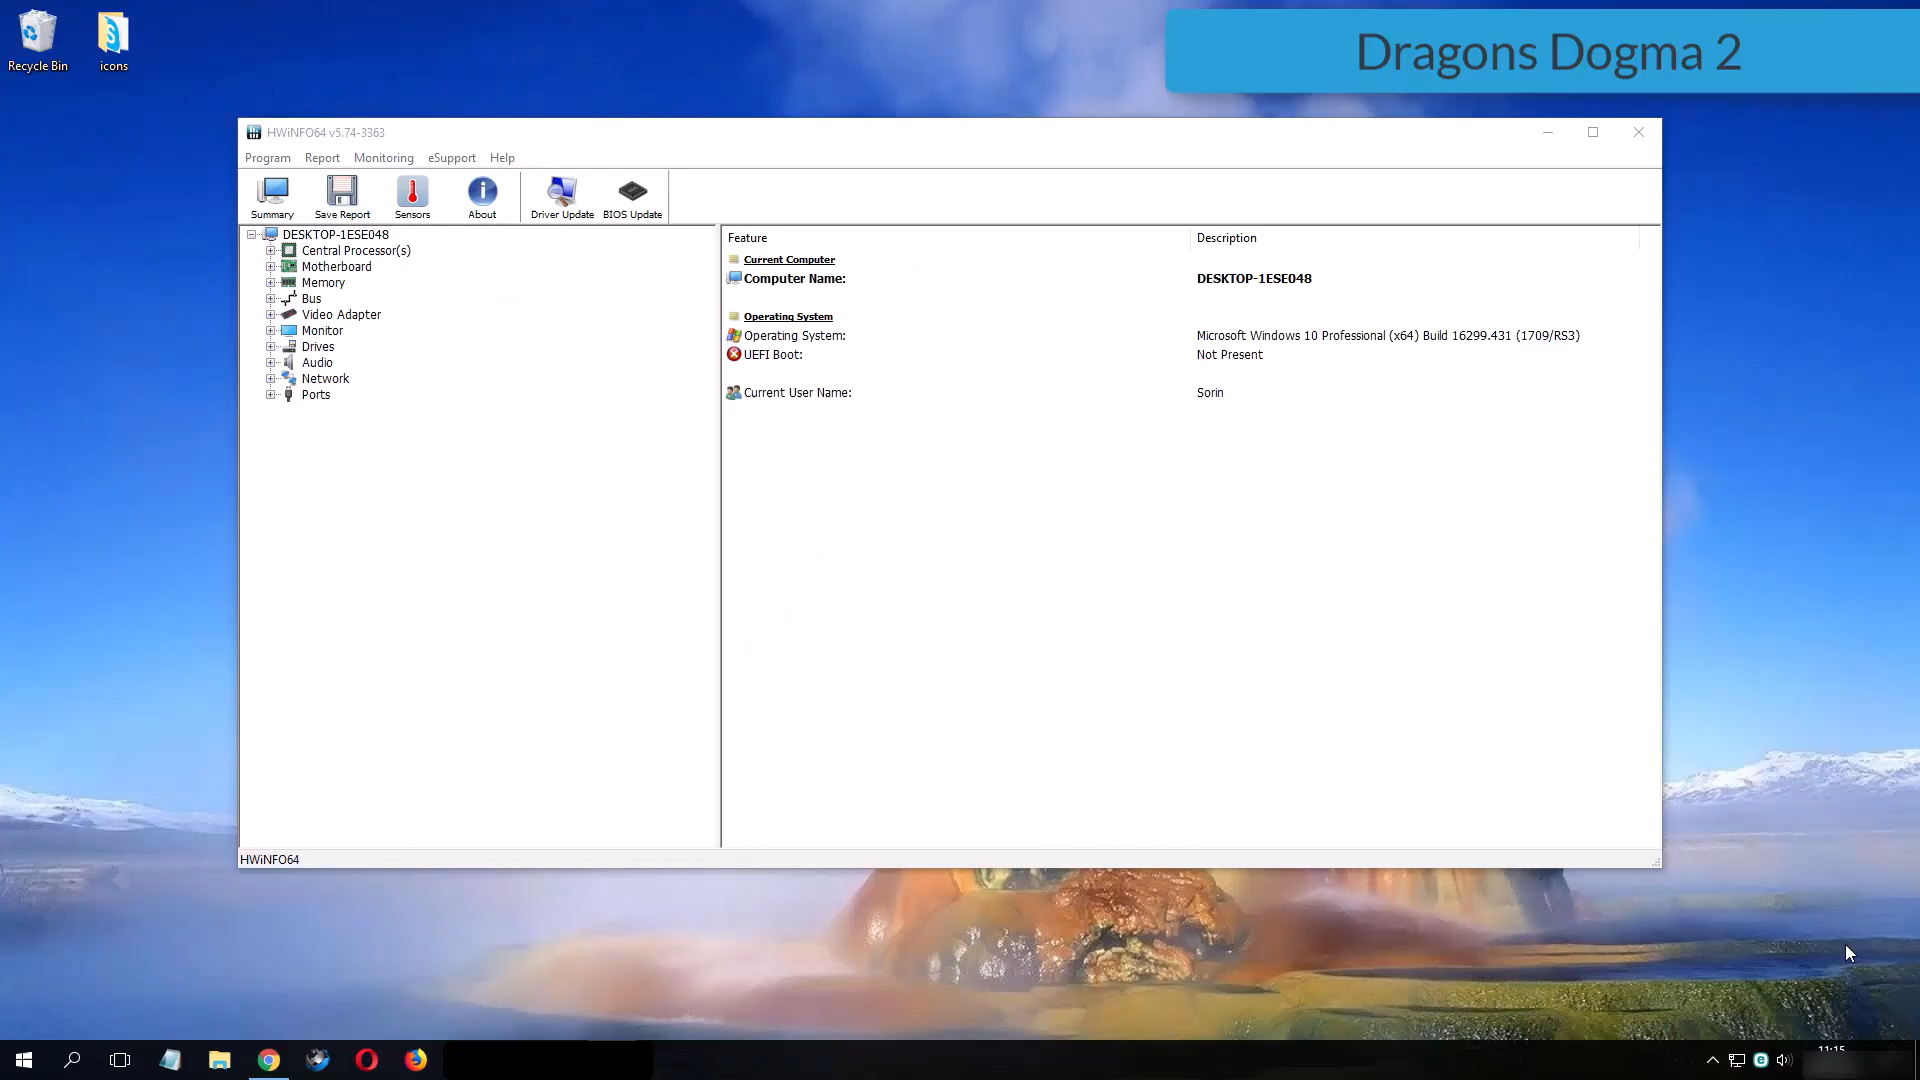 Recycle Bin
icons
Dragons Dogma 2
HWiNFO64 v5.74-3363
Program Report Monitoring eSupport Help
Summary Save Report Sensors About Driver Update BIOS Update
DESKTOP-1ESE048
Central Processor(s)
Motherboard
Memory
Bus
Video Adapter
Monitor
Drives
Audio
Network
Ports
Feature Description
Current Computer
Computer Name: DESKTOP-1ESE048
Operating System
Operating System: Microsoft Windows 10 Professional (x64) Build 16299.431 (1709/RS3)
UEFI Boot: Not Present
Current User Name: Sorin
HWiNFO64
11:15